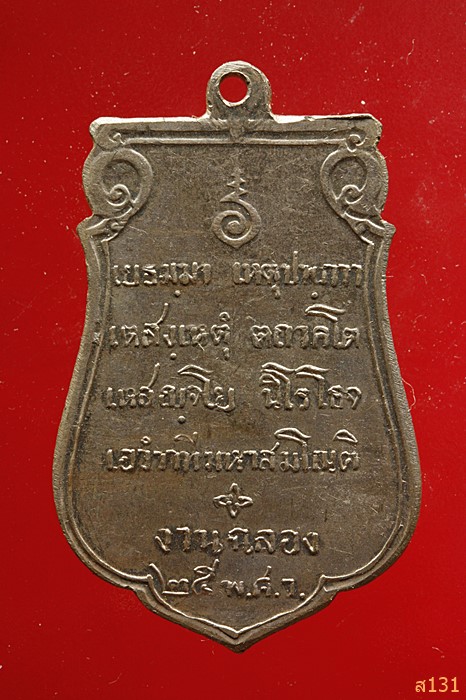 เยธมฺมา เหตุปฺปภวา
เตสํเหตุํ ตถาคโต
เตสญฺจโย นิโรโธจ
เอวํวาทีมหาสมโณติ
งานฉลอง
๒๕ พ.ศ.ว.
ส131